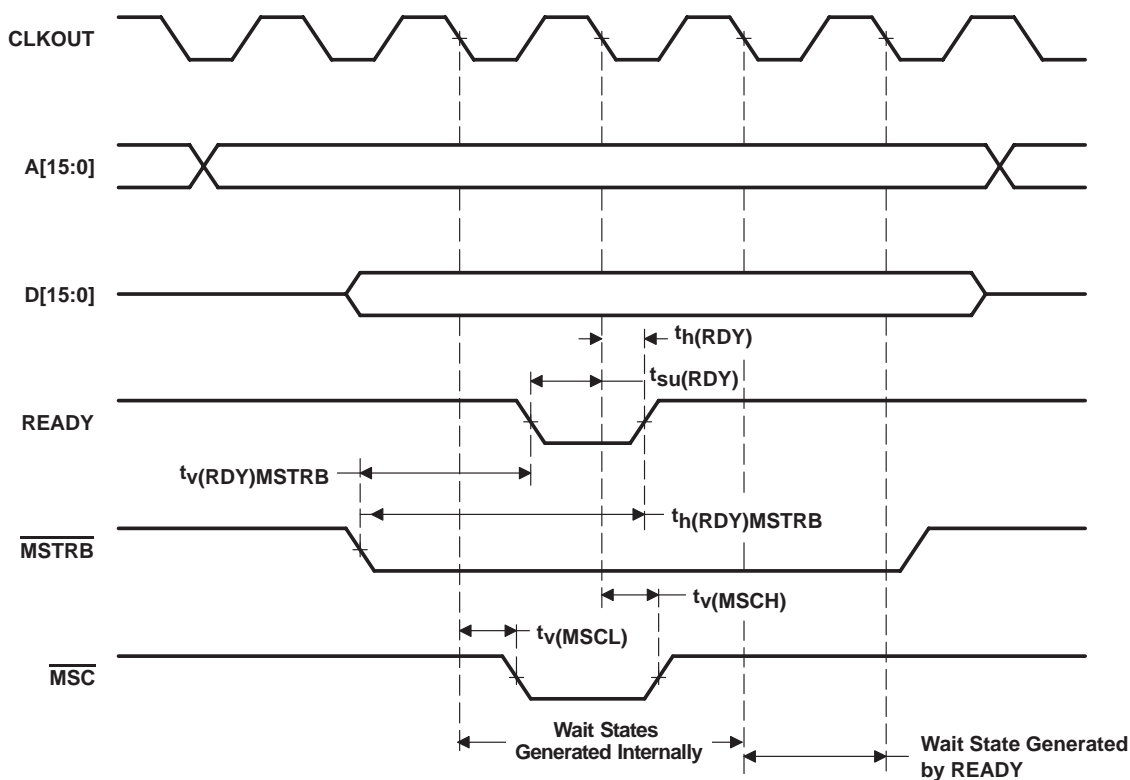 CLKOUT
A[15:0]
D[15:0]
th(RDY)
tsu(RDY)
READY
tv(RDY)MSTRB
th(RDY)MSTRB
MSTRB
tv(MSCH)
tv(MSCL)
MSC
Wait States
Generated Internally
Wait State Generated
by READY